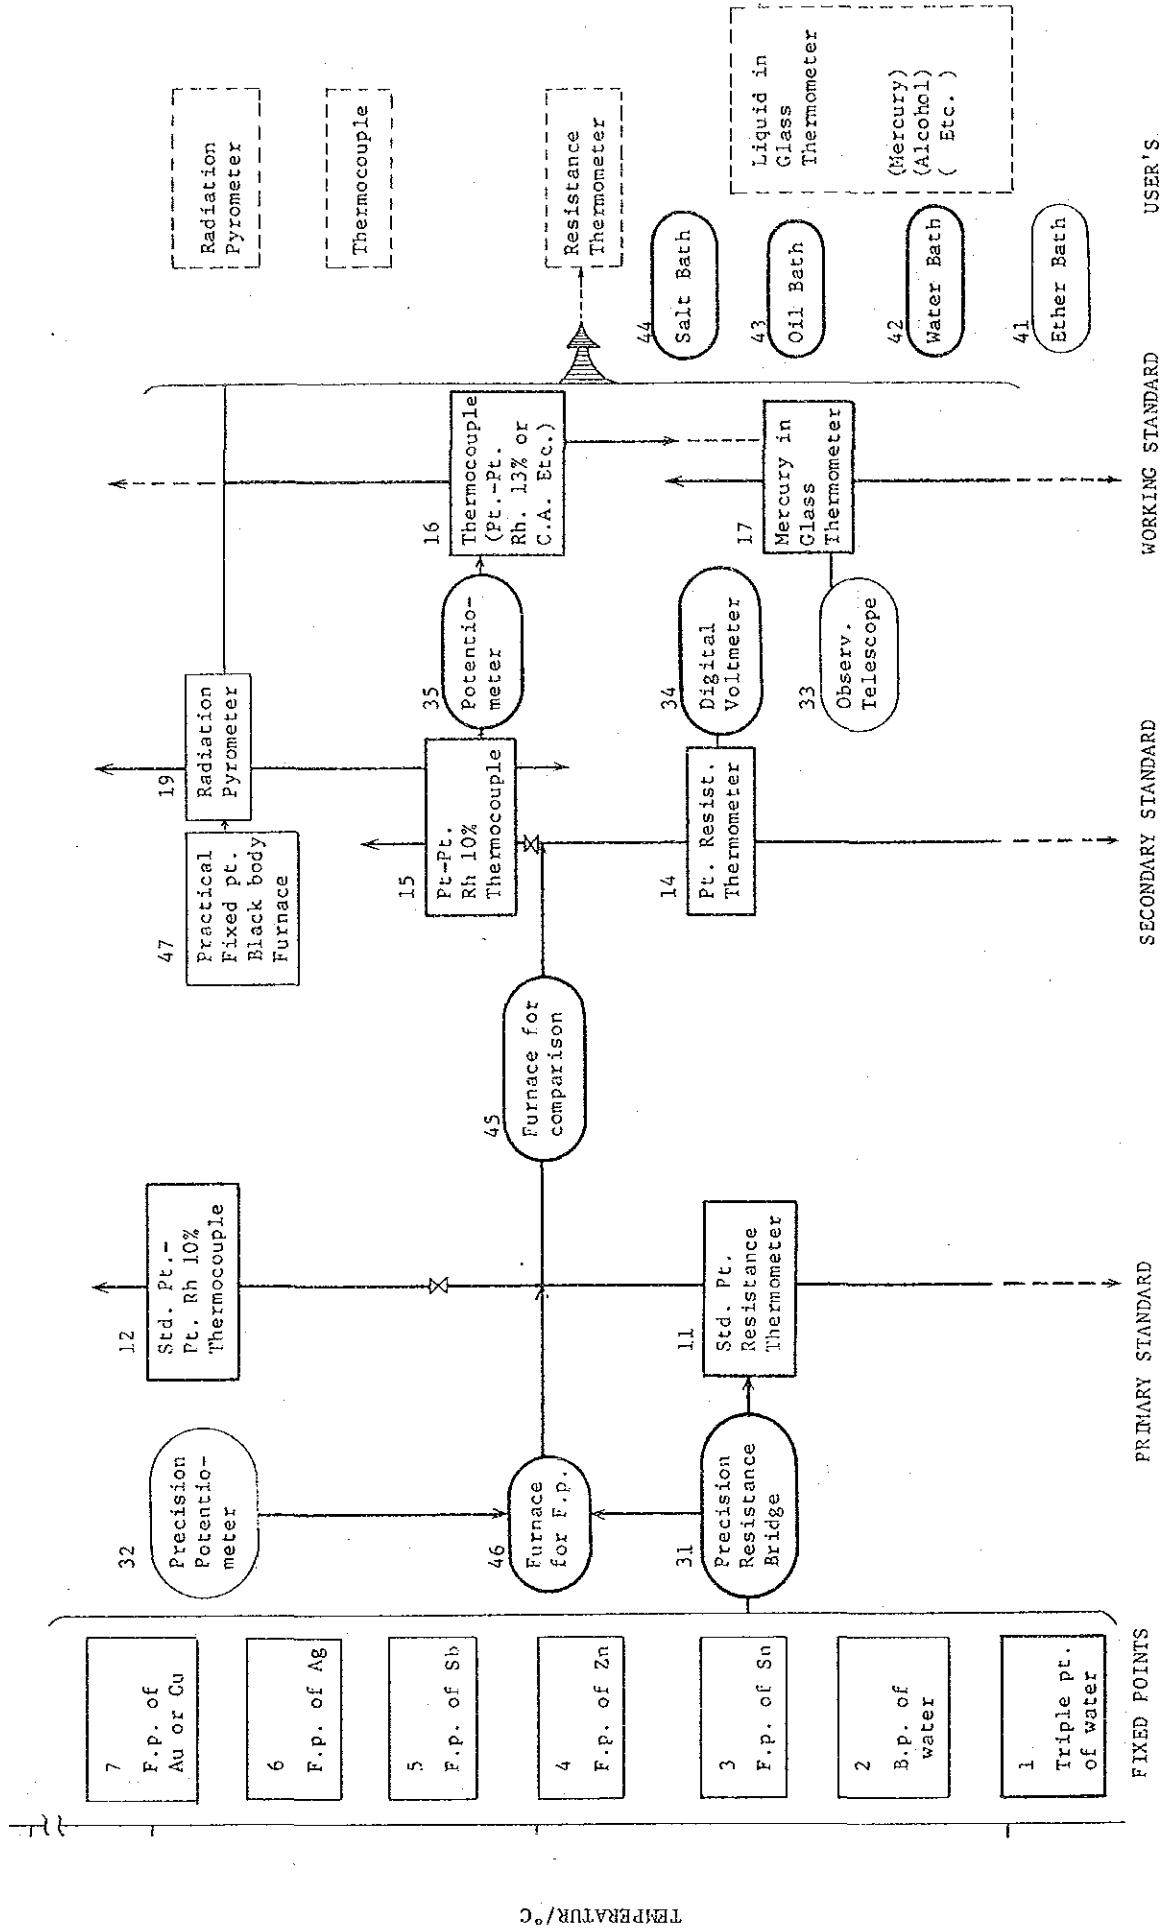 TEMPERATUR/°C
7
F.p. of
Au or Cu
6
F.p. of Ag
5
F.p. of Sb
4
F.p. of Zn
3
F.p. of Sn
2
B.p. of
water
1
Triple pt.
of water
FIXED POINTS
32
Precision
Potentio-
meter
46
Furnace
for F.p.
31
Precision
Resistance
Bridge
12
Std. Pt.-
Pt. Rh 10%
Thermocouple
11
Std. Pt.
Resistance
Thermometer
PRIMARY STANDARD
45
Furnace for
comparison
47
Practical
Fixed pt.
Black body
Furnace
19
Radiation
Pyrometer
15
Pt-Pt.
Rh 10%
Thermocouple
14
Pt. Resist.
Thermometer
SECONDARY STANDARD
35
Potentio-
meter
34
Digital
Voltmeter
33
Observ.
Telescope
16
Thermocouple
(Pt.-Pt.
Rh. 13% or
C.A. Etc.)
17
Mercury in
Glass
Thermometer
WORKING STANDARD
Radiation
Pyrometer
Thermocouple
Resistance
Thermometer
44
Salt Bath
43
Oil Bath
42
Water Bath
41
Ether Bath
Liquid in
Glass
Thermometer
(Mercury)
(Alcohol)
( Etc. )
USER'S